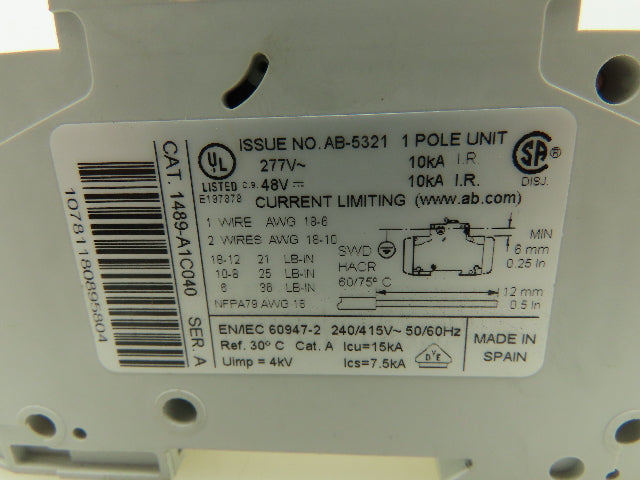 UL
LISTED C.B.
E197878
ISSUE NO. AB-5321 1 POLE UNIT
277V~ 10kA I.R.
48V⎓ 10kA I.R.
CURRENT LIMITING (www.ab.com)
SA
DISJ.
1 WIRE AWG 18-6
2 WIRES AWG 18-10
18-12 21 LB-IN
10-8 25 LB-IN
6 36 LB-IN
NFPA79 AWG 18
SWD
HACR
60/75° C
MIN
6 mm
0.25 In
12 mm
0.5 In
EN/IEC 60947-2 240/415V~ 50/60Hz
Ref. 30° C Cat. A Icu=15kA
Uimp = 4kV Ics=7.5kA
DVE
MADE IN
SPAIN
CAT. 1489-A1C040 SER. A
10781180895804